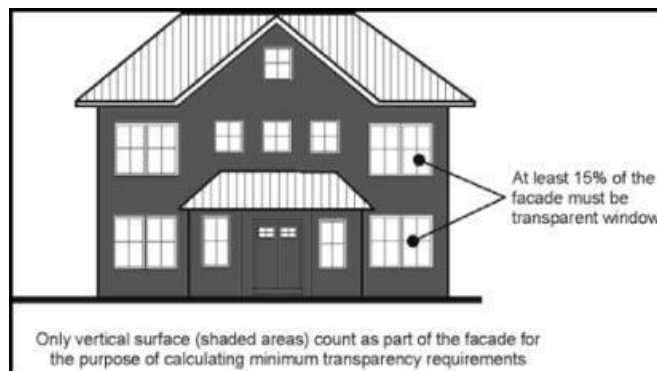 At least 15% of the
facade must be
transparent window
Only vertical surface (shaded areas) count as part of the facade for
the purpose of calculating minimum transparency requirements